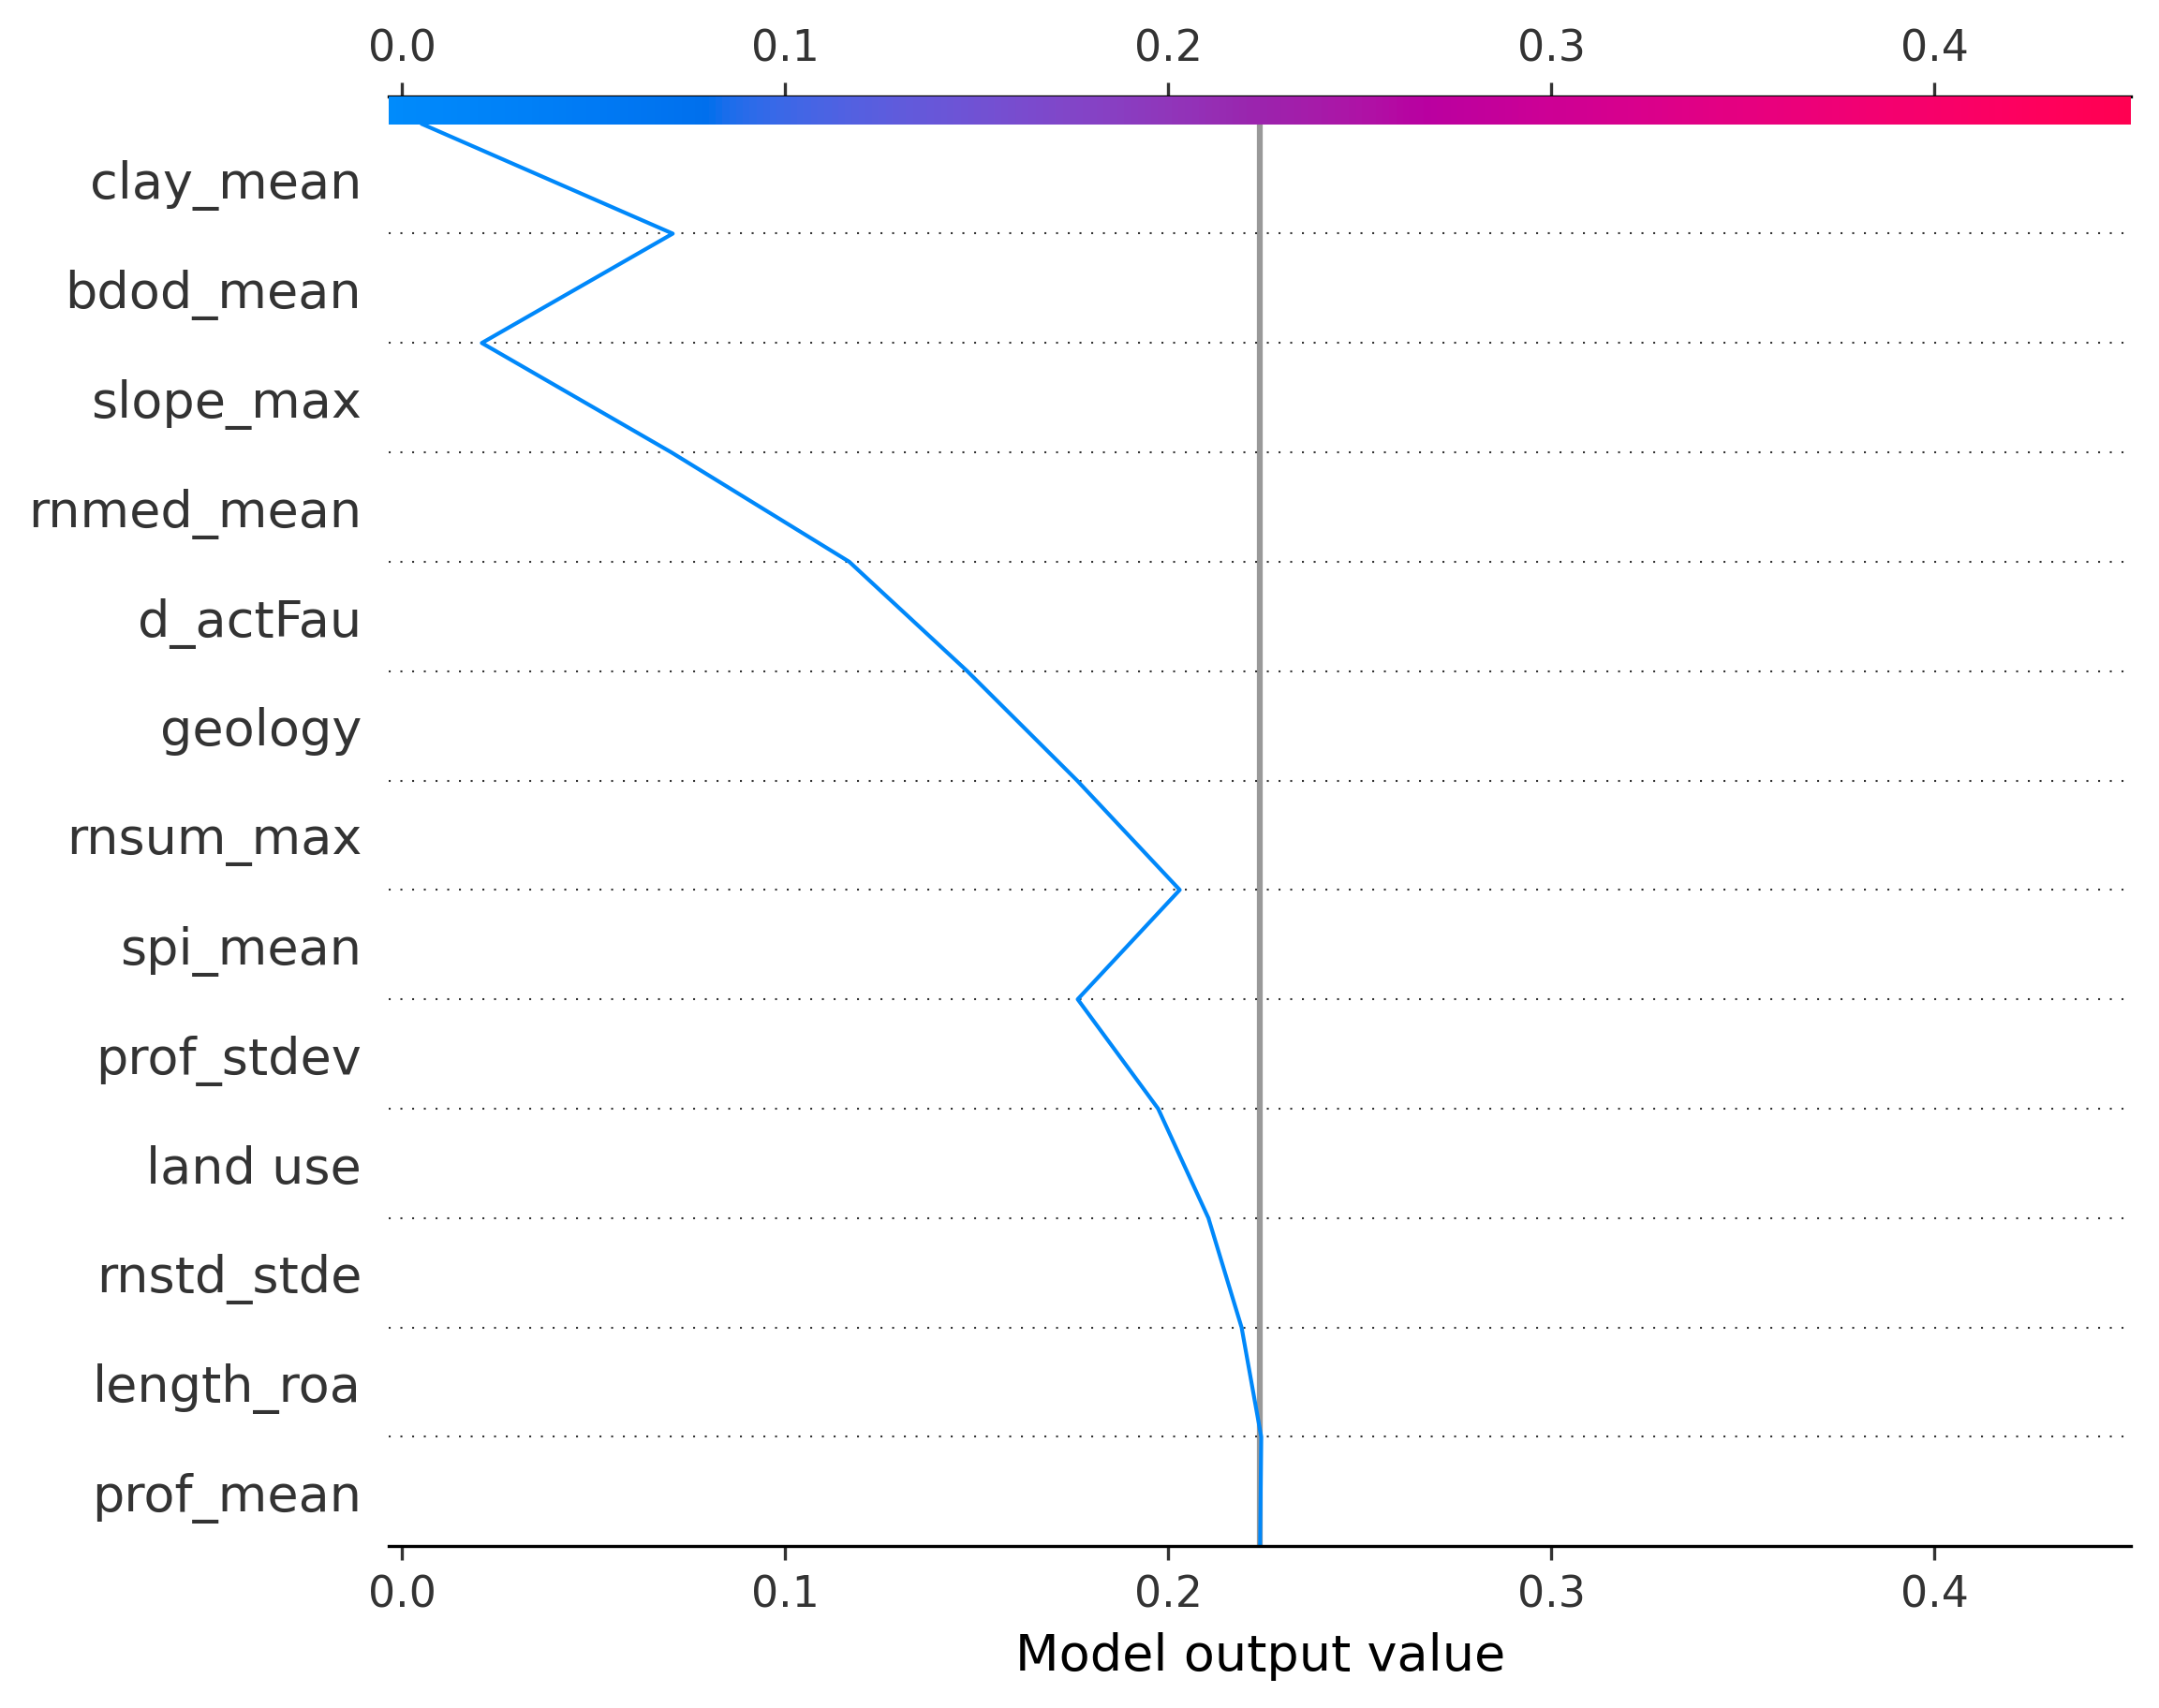 0.0 0.1 0.2 0.3 0.4
clay_mean
bdod_mean
slope_max
rnmed_mean
d_actFau
geology
rnsum_max
spi_mean
prof_stdev
land use
rnstd_stde
length_roa
prof_mean
0.0 0.1 0.2 0.3 0.4
Model output value